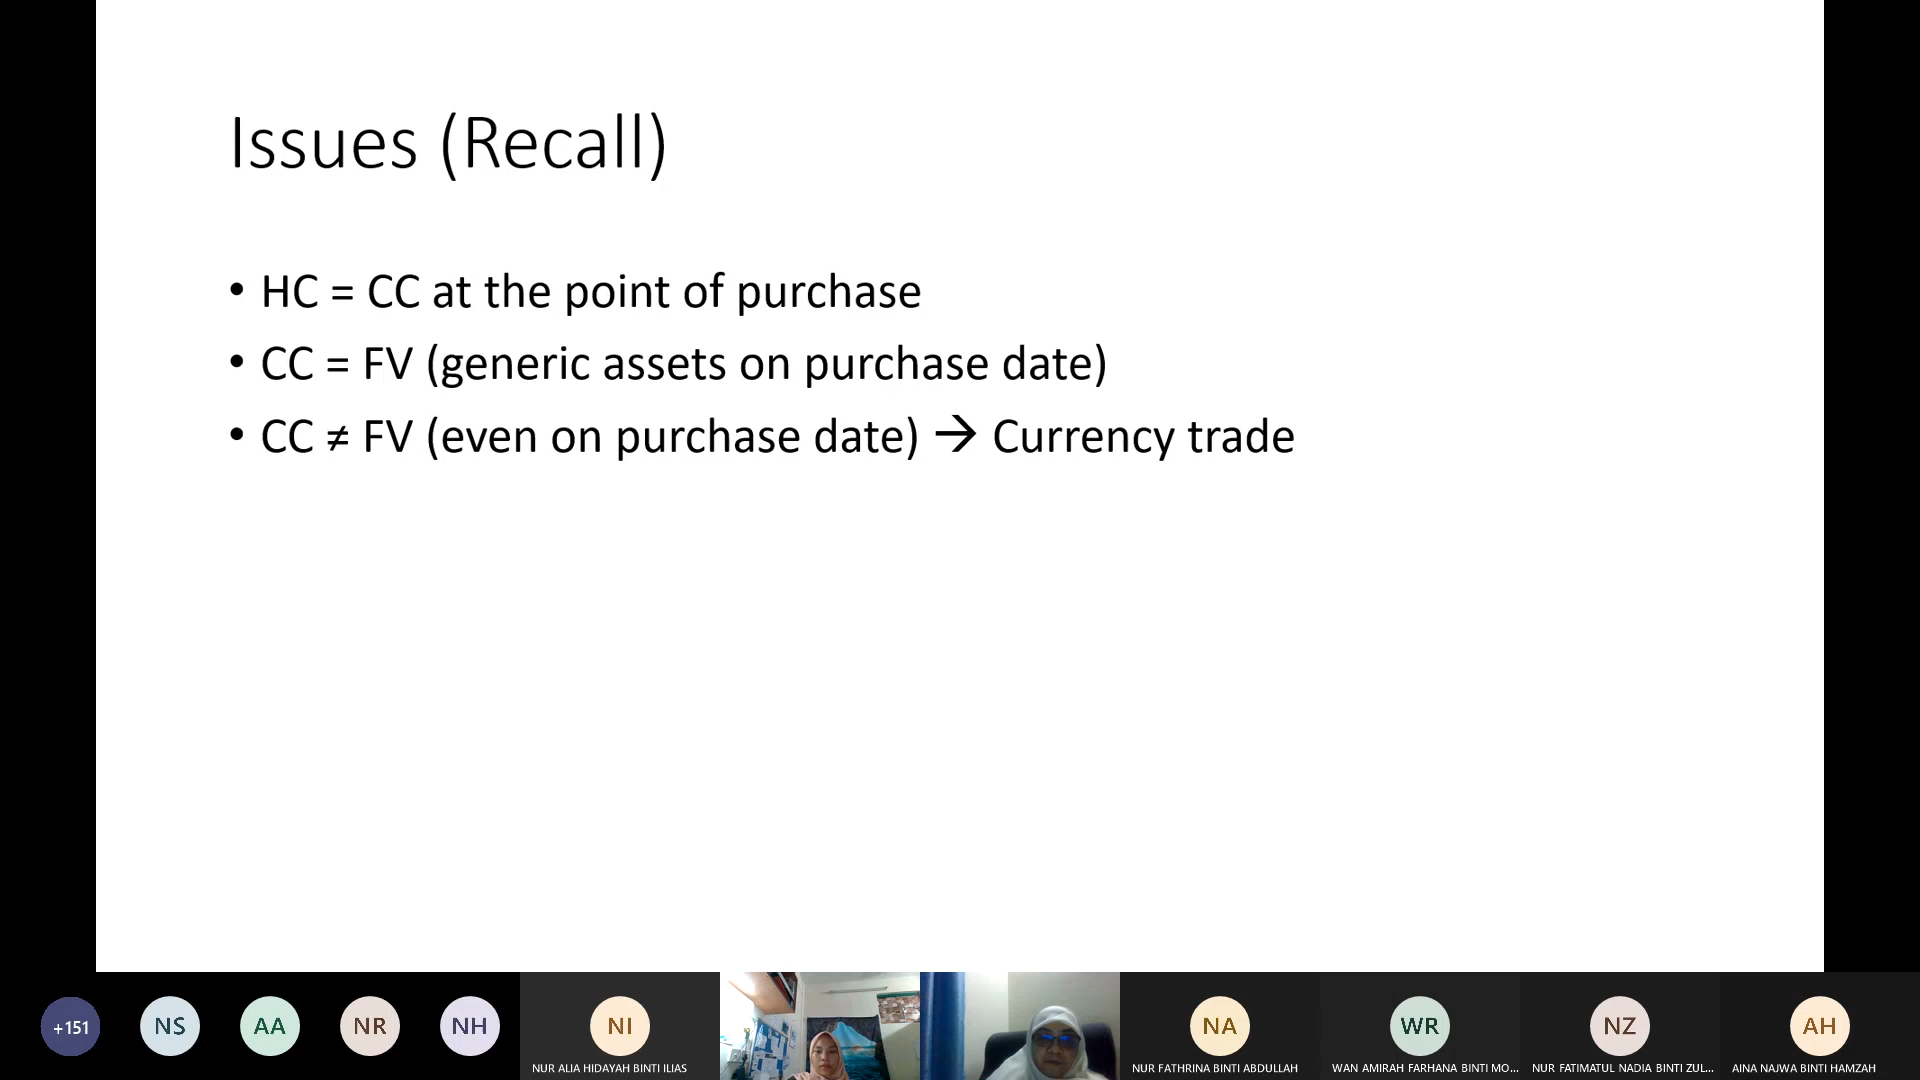 Issues (Recall)
• HC = CC at the point of purchase
• CC = FV (generic assets on purchase date)
• CC ≠ FV (even on purchase date) → Currency trade
+151
NS
AA
NR
NH
NI
NA
WR
NZ
AH
NUR ALIA HIDAYAH BINTI ILIAS
NUR FATHRINA BINTI ABDULLAH
WAN AMIRAH FARHANA BINTI MO...
NUR FATIMATUL NADIA BINTI ZUL...
AINA NAJWA BINTI HAMZAH